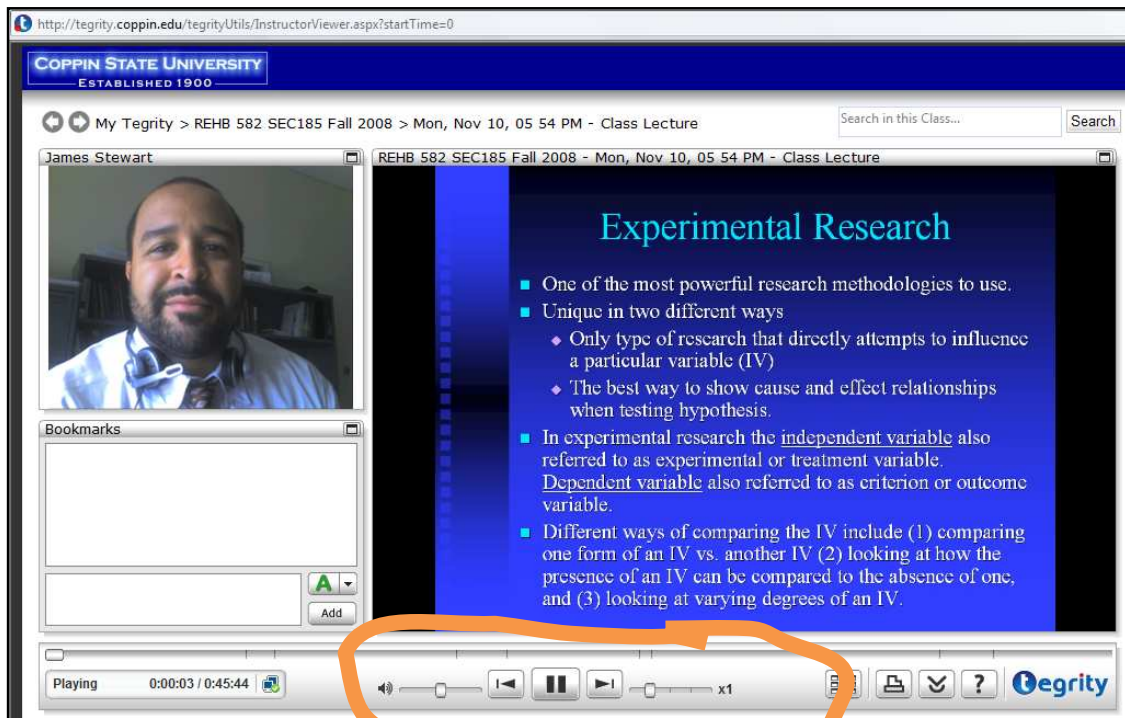 http://tegrity.coppin.edu/tegrityUtils/InstructorViewer.aspx?startTime=0
COPPIN STATE UNIVERSITY
ESTABLISHED 1900
My Tegrity > REHB 582 SEC185 Fall 2008 > Mon, Nov 10, 05 54 PM - Class Lecture
Search in this Class...
Search
James Stewart
REHB 582 SEC185 Fall 2008 - Mon, Nov 10, 05 54 PM - Class Lecture
Experimental Research
One of the most powerful research methodologies to use.
Unique in two different ways
Only type of research that directly attempts to influence
a particular variable (IV)
The best way to show cause and effect relationships
when testing hypothesis.
In experimental research the independent variable also
referred to as experimental or treatment variable.
Dependent variable also referred to as criterion or outcome
variable.
Different ways of comparing the IV include (1) comparing
one form of an IV vs. another IV (2) looking at how the
presence of an IV can be compared to the absence of one,
and (3) looking at varying degrees of an IV.
Bookmarks
A
Add
Playing 0:00:03 / 0:45:44
x1
?
tegrity